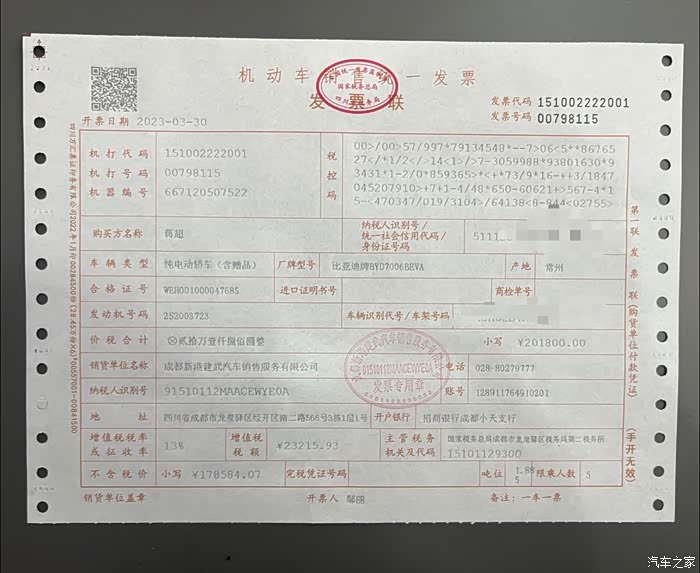 机动车销售统一发票
发票联
发票代码 151002222001
发票号码 00798115
开票日期 2023-03-30
机打代码 151002222001
机打号码 00798115
机器编号 667120507522
税控码
00>/00>57/997*79134548*--7>06<5**86765
27</*1/2</>14<1>/>7-3059988*93801630*9
3431*1-2/0*859365>*<+*73/9*16-++3/1847
045207910>+7+1-4/48*650-60621+>567-4*1
5-<470347/019/3104>/64138<8-844<02755>
购买方名称 蒋超
纳税人识别号/
统一社会信用代码/
身份证号码
51112
车辆类型 纯电动轿车(含赠品) 厂牌型号 比亚迪牌BYD7006BEVA 产地 常州
合格证号 WEH001000047685 进口证明书号 商检单号
发动机号码 2S2003723 车辆识别代号/车架号码
价税合计 ⊗贰拾万壹仟捌佰圆整 小写 ¥201800.00
销货单位名称 成都新港建武汽车销售服务有限公司 电话 028-80279777
纳税人识别号 91510112MAACEWYE0A 账号 128911764910201
地址 四川省成都市龙泉驿区经开区南二路566号3栋1层1号 开户银行 招商银行成都小天支行
增值税税率或征收率 13% 增值税税额 ¥23215.93 主管税务机关及代码 国家税务总局成都市龙泉驿区税务局第二税务所
15101129300
不含税价 小写 ¥178584.07 完税凭证号码 吨位 1.885 限乘人数 5
销货单位盖章 开票人 备注:一车一票
第一联 发票联(购货单位付款凭证)
(手开无效)
国家税务总局
91510112MAACEWYE0A
发票专用章
汽车之家